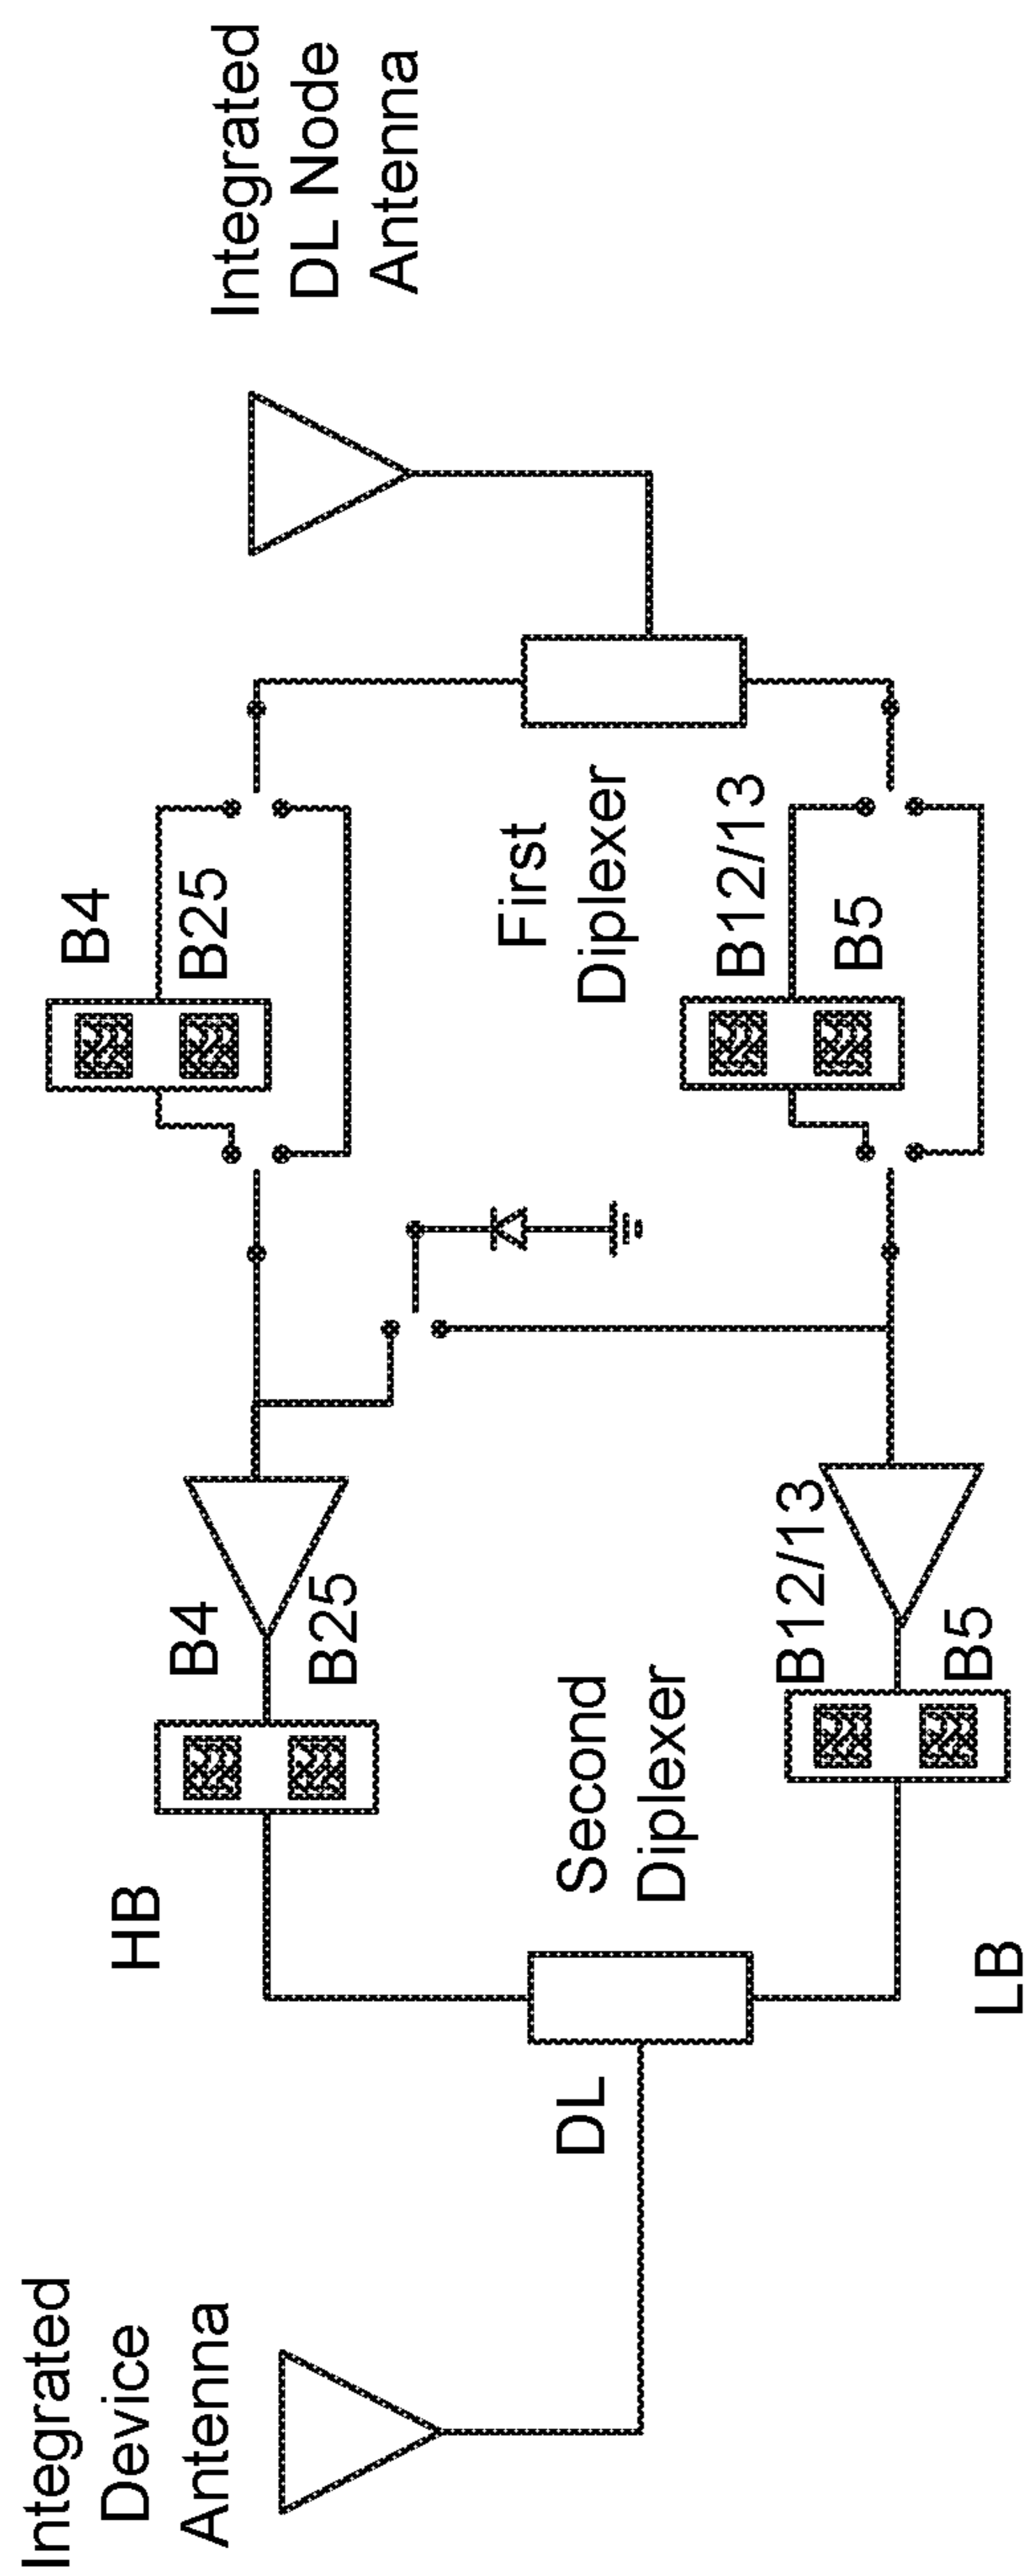 Integrated
Device
Antenna
DL
HB
LB
Second
Diplexer
B4
B25
B12/13
B5
B4
B25
First
Diplexer
B12/13
B5
Integrated
DL Node
Antenna